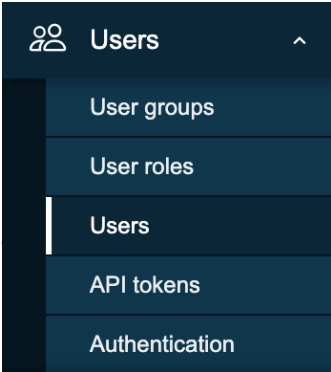 Users
User groups
User roles
Users
API tokens
Authentication